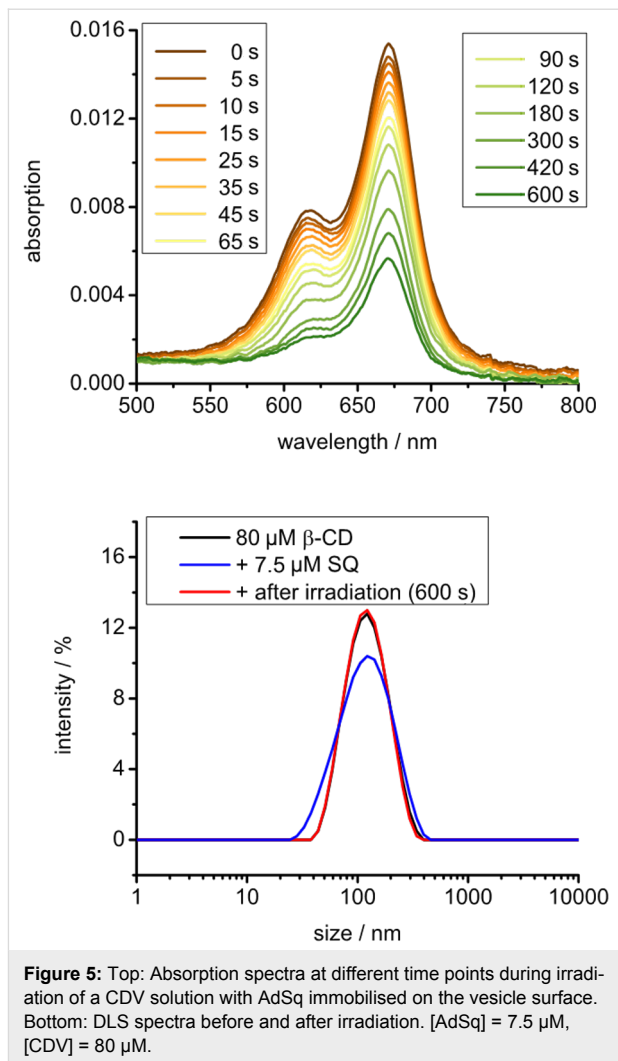 0.016
0.012
0.008
0.004
0.000
absorption
0 s
5 s
10 s
15 s
25 s
35 s
45 s
65 s
90 s
120 s
180 s
300 s
420 s
600 s
500 550 600 650 700 750 800
wavelength / nm
16
12
8
4
0
intensity / %
80 µM β-CD
+ 7.5 µM SQ
+ after irradiation (600 s)
1 10 100 1000 10000
size / nm
Figure 5: Top: Absorption spectra at different time points during irradi-
ation of a CDV solution with AdSq immobilised on the vesicle surface.
Bottom: DLS spectra before and after irradiation. [AdSq] = 7.5 µM,
[CDV] = 80 µM.